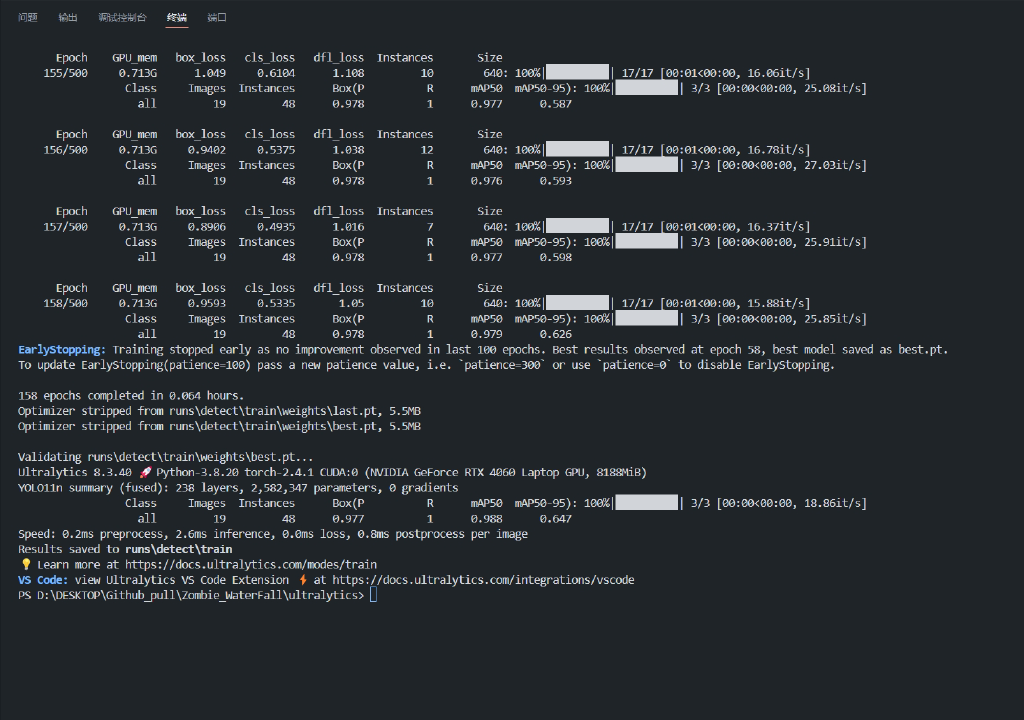 问题 输出 调试控制台 终端 端口
Epoch GPU_mem box_loss cls_loss dfl_loss Instances Size
155/500 0.713G 1.049 0.6104 1.108 10 640: 100%|██████████| 17/17 [00:01<00:00, 16.06it/s]
Class Images Instances Box(P R mAP50 mAP50-95): 100%|██████████| 3/3 [00:00<00:00, 25.08it/s]
all 19 48 0.978 1 0.977 0.587
Epoch GPU_mem box_loss cls_loss dfl_loss Instances Size
156/500 0.713G 0.9402 0.5375 1.038 12 640: 100%|██████████| 17/17 [00:01<00:00, 16.78it/s]
Class Images Instances Box(P R mAP50 mAP50-95): 100%|██████████| 3/3 [00:00<00:00, 27.03it/s]
all 19 48 0.978 1 0.976 0.593
Epoch GPU_mem box_loss cls_loss dfl_loss Instances Size
157/500 0.713G 0.8906 0.4935 1.016 7 640: 100%|██████████| 17/17 [00:01<00:00, 16.37it/s]
Class Images Instances Box(P R mAP50 mAP50-95): 100%|██████████| 3/3 [00:00<00:00, 25.91it/s]
all 19 48 0.978 1 0.977 0.598
Epoch GPU_mem box_loss cls_loss dfl_loss Instances Size
158/500 0.713G 0.9593 0.5335 1.05 10 640: 100%|██████████| 17/17 [00:01<00:00, 15.88it/s]
Class Images Instances Box(P R mAP50 mAP50-95): 100%|██████████| 3/3 [00:00<00:00, 25.85it/s]
all 19 48 0.978 1 0.979 0.626
EarlyStopping: Training stopped early as no improvement observed in last 100 epochs. Best results observed at epoch 58, best model saved as best.pt.
To update EarlyStopping(patience=100) pass a new patience value, i.e. `patience=300` or use `patience=0` to disable EarlyStopping.
158 epochs completed in 0.064 hours.
Optimizer stripped from runs\detect\train\weights\last.pt, 5.5MB
Optimizer stripped from runs\detect\train\weights\best.pt, 5.5MB
Validating runs\detect\train\weights\best.pt...
Ultralytics 8.3.40 🚀 Python-3.8.20 torch-2.4.1 CUDA:0 (NVIDIA GeForce RTX 4060 Laptop GPU, 8188MiB)
YOLO11n summary (fused): 238 layers, 2,582,347 parameters, 0 gradients
Class Images Instances Box(P R mAP50 mAP50-95): 100%|██████████| 3/3 [00:00<00:00, 18.86it/s]
all 19 48 0.977 1 0.988 0.647
Speed: 0.2ms preprocess, 2.6ms inference, 0.0ms loss, 0.8ms postprocess per image
Results saved to runs\detect\train
💡 Learn more at https://docs.ultralytics.com/modes/train
VS Code: view Ultralytics VS Code Extension ⚡ at https://docs.ultralytics.com/integrations/vscode
PS D:\DESKTOP\Github_pull\Zombie_WaterFall\ultralytics>